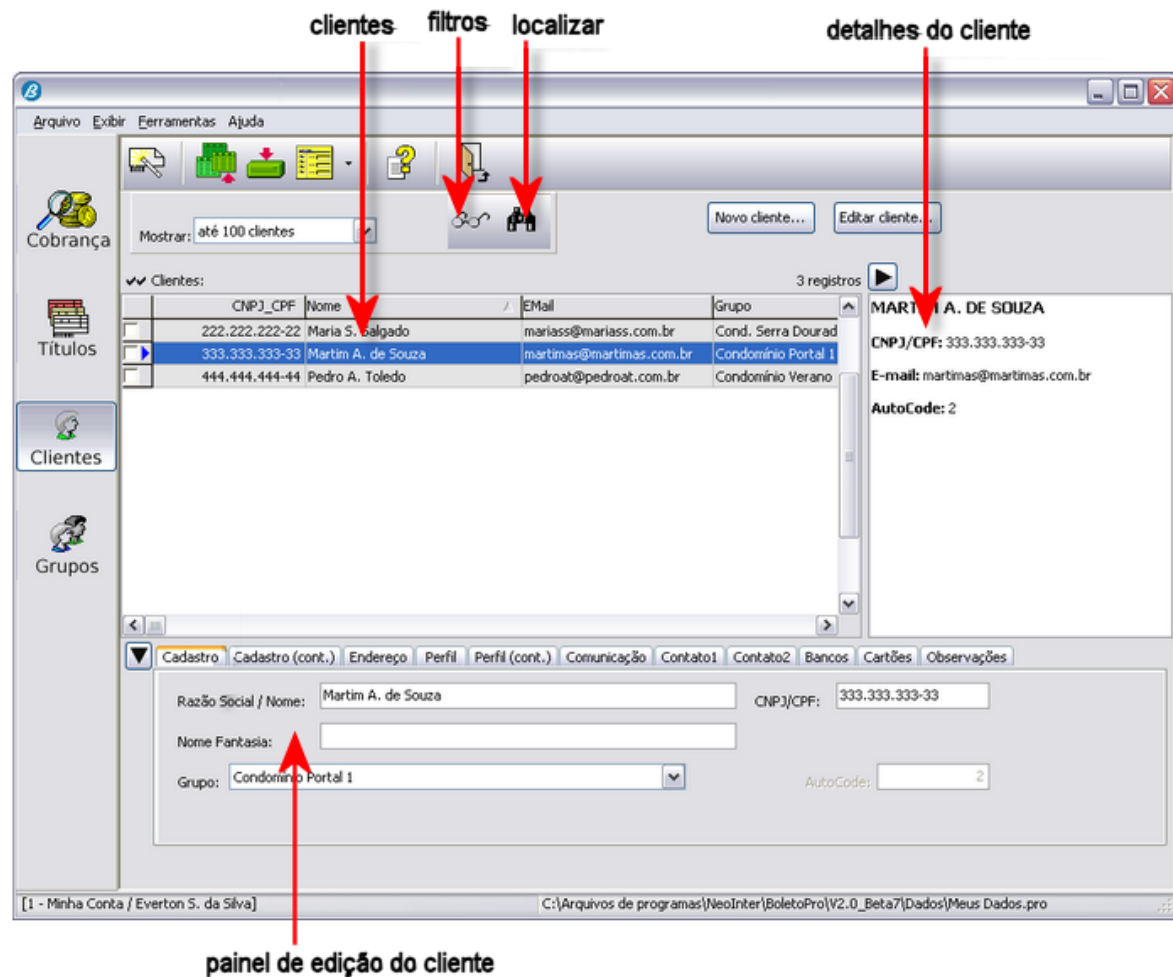 clientes filtros localizar detalhes do cliente
Arquivo Exibir Ferramentas Ajuda
Cobrança
Títulos
Clientes
Grupos
Mostrar: até 100 clientes
Novo cliente... Editar cliente...
Clientes: 3 registros
CNPJ_CPF Nome EMail Grupo
222.222.222-22 Maria S. Salgado mariass@mariass.com.br Cond. Serra Dourad
333.333.333-33 Martim A. de Souza martimas@martimas.com.br Condomínio Portal 1
444.444.444-44 Pedro A. Toledo pedroat@pedroat.com.br Condomínio Verano
MARTIM A. DE SOUZA
CNPJ/CPF: 333.333.333-33
E-mail: martimas@martimas.com.br
AutoCode: 2
Cadastro Cadastro (cont.) Endereço Perfil Perfil (cont.) Comunicação Contato1 Contato2 Bancos Cartões Observações
Razão Social / Nome: Martim A. de Souza CNPJ/CPF: 333.333.333-33
Nome Fantasia:
Grupo: Condomínio Portal 1 AutoCode: 2
[1 - Minha Conta / Everton S. da Silva] C:\Arquivos de programas\NeoInter\BoletoPro\V2.0_Beta7\Dados\Meus Dados.pro
painel de edição do cliente